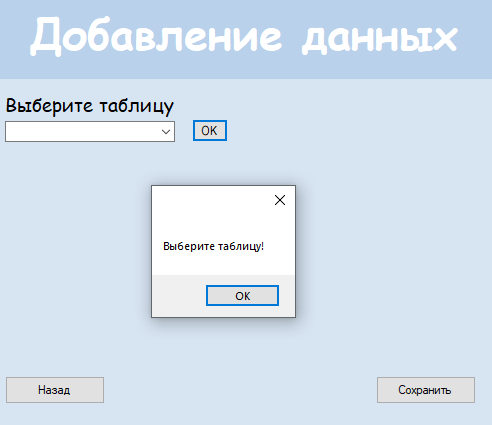 Добавление данных
Выберите таблицу
OK
Выберите таблицу!
OK
Назад
Сохранить